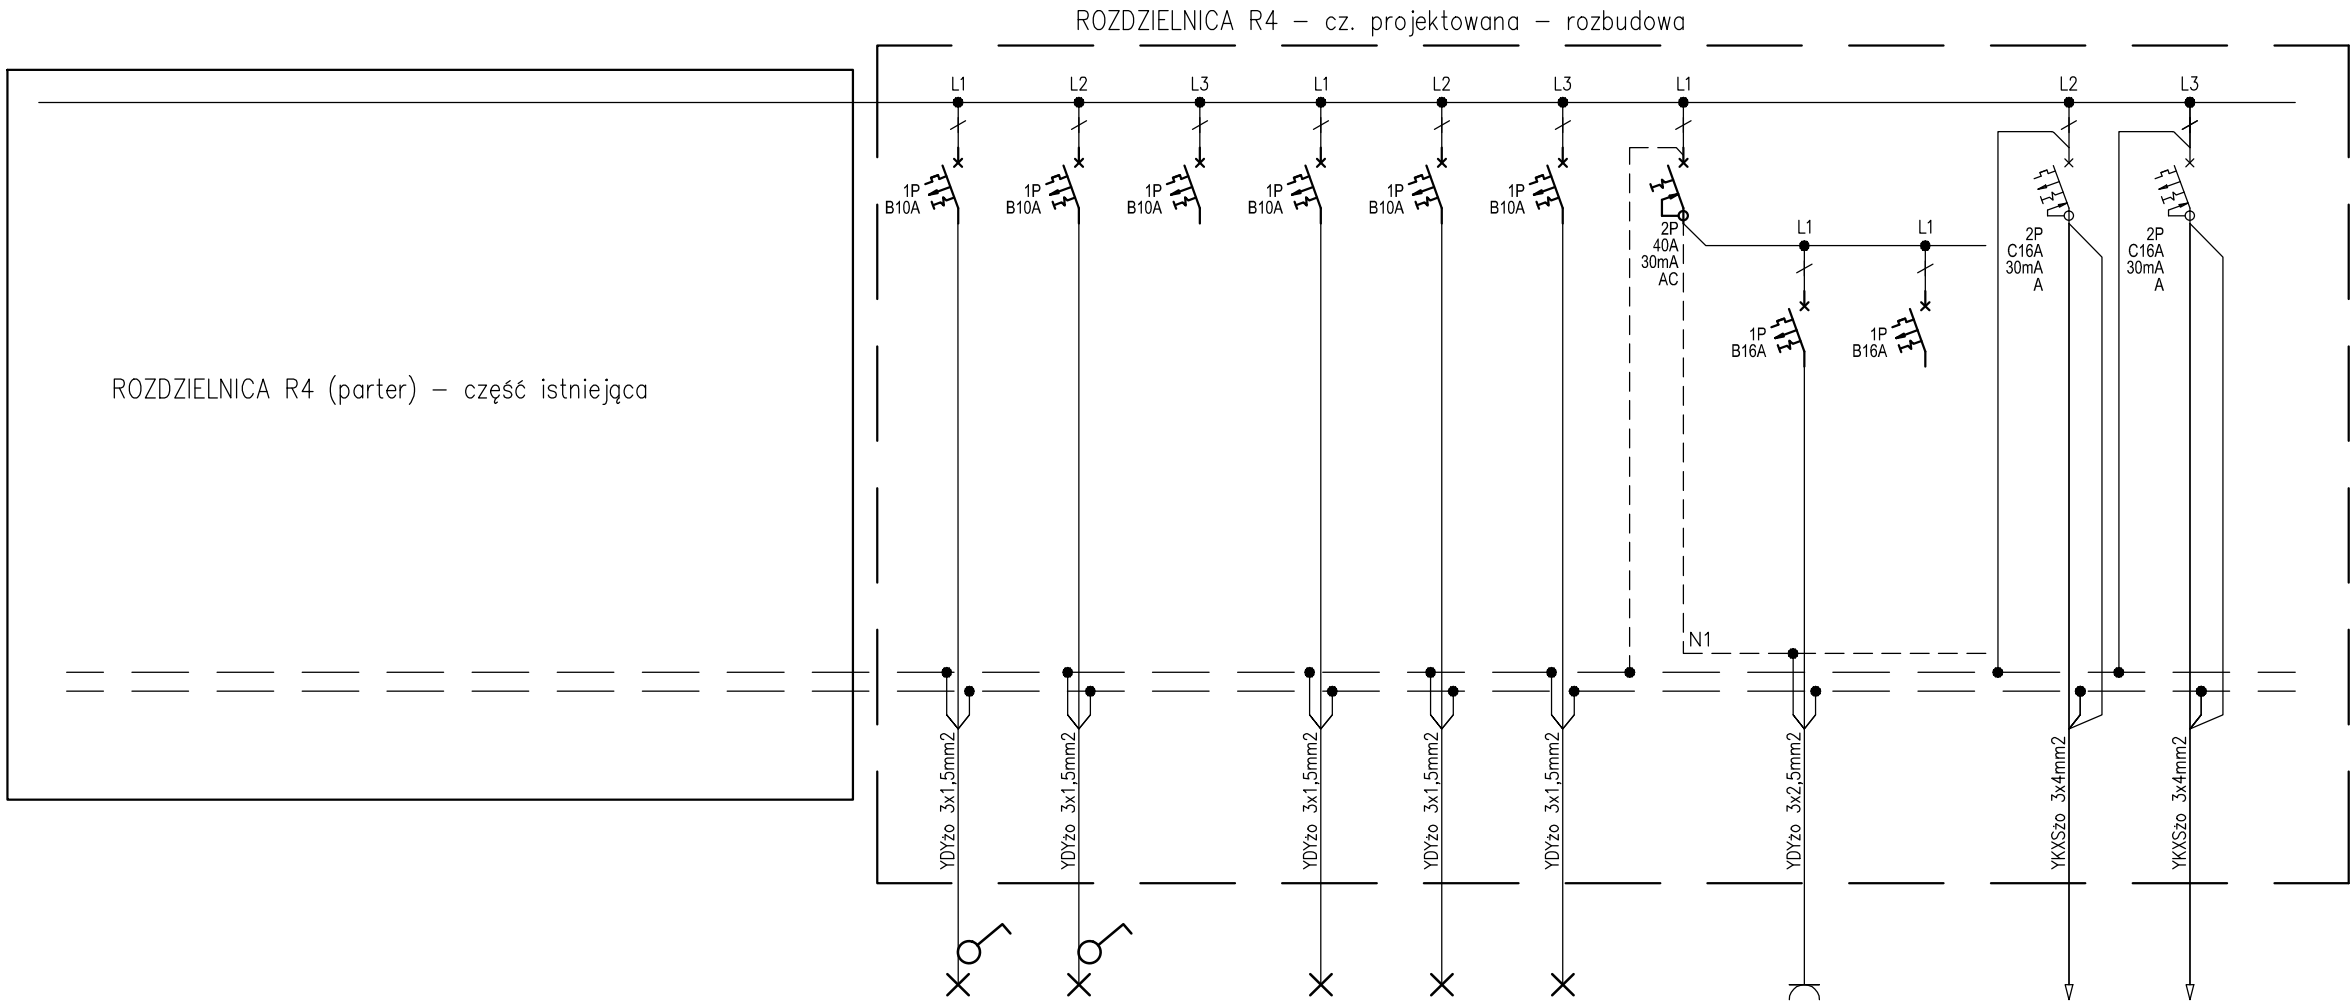 ROZDZIELNICA R4 – cz. projektowana – rozbudowa
L1
L2
L3
L1
L2
L3
L1
L2
L3
1P
B10A
1P
B10A
1P
B10A
1P
B10A
1P
B10A
1P
B10A
2P
40A
30mA
AC
L1
L1
2P
C16A
30mA
A
2P
C16A
30mA
A
1P
B16A
1P
B16A
ROZDZIELNICA R4 (parter) – część istniejąca
N1
YDYżo 3x1,5mm2
YDYżo 3x1,5mm2
YDYżo 3x1,5mm2
YDYżo 3x1,5mm2
YDYżo 3x1,5mm2
YDYżo 3x2,5mm2
YKXSżo 3x4mm2
YKXSżo 3x4mm2